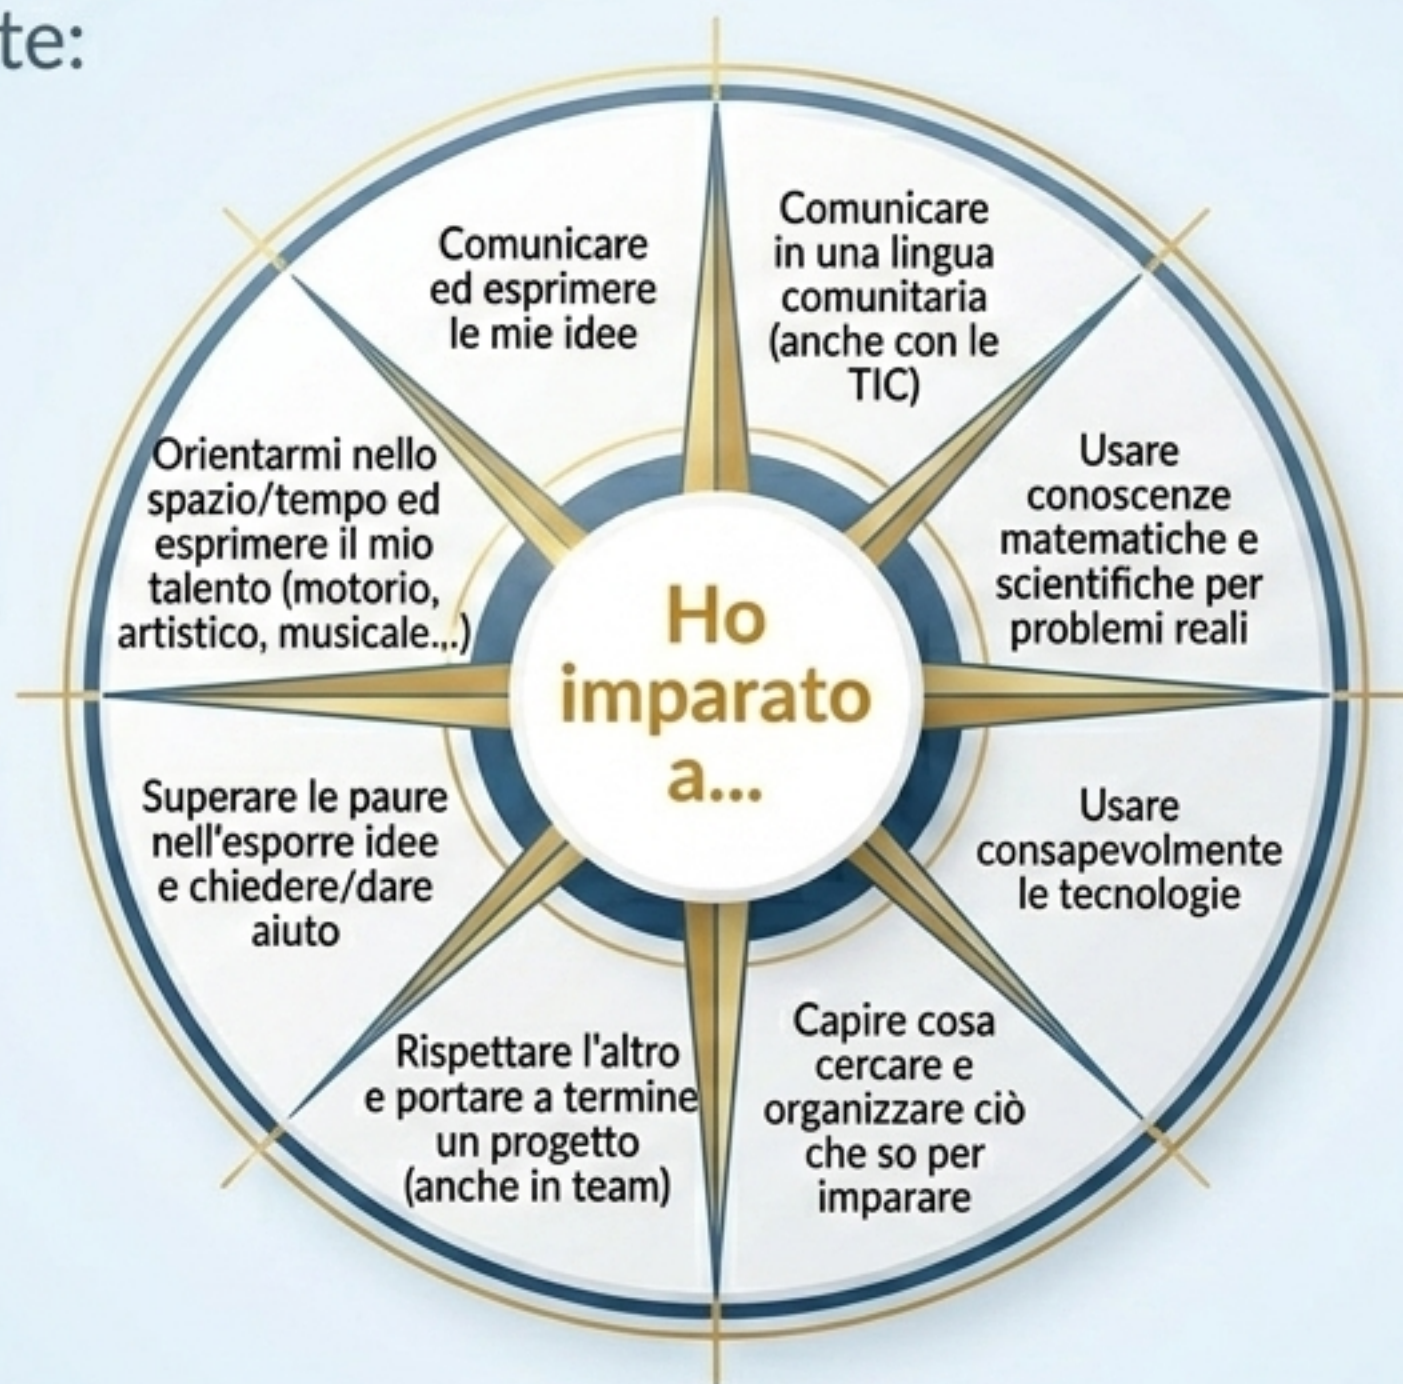 te:
Comunicare
ed esprimere
le mie idee
Comunicare
in una lingua
comunitaria
(anche con le
TIC)
Usare
conoscenze
matematiche e
scientifiche per
problemi reali
Usare
consapevolmente
le tecnologie
Capire cosa
cercare e
organizzare ciò
che so per
imparare
Rispettare l'altro
e portare a termine
un progetto
(anche in team)
Superare le paure
nell'esporre idee
e chiedere/dare
aiuto
Orientarmi nello
spazio/tempo ed
esprimere il mio
talento (motorio,
artistico, musicale...)
Ho
imparato
a...